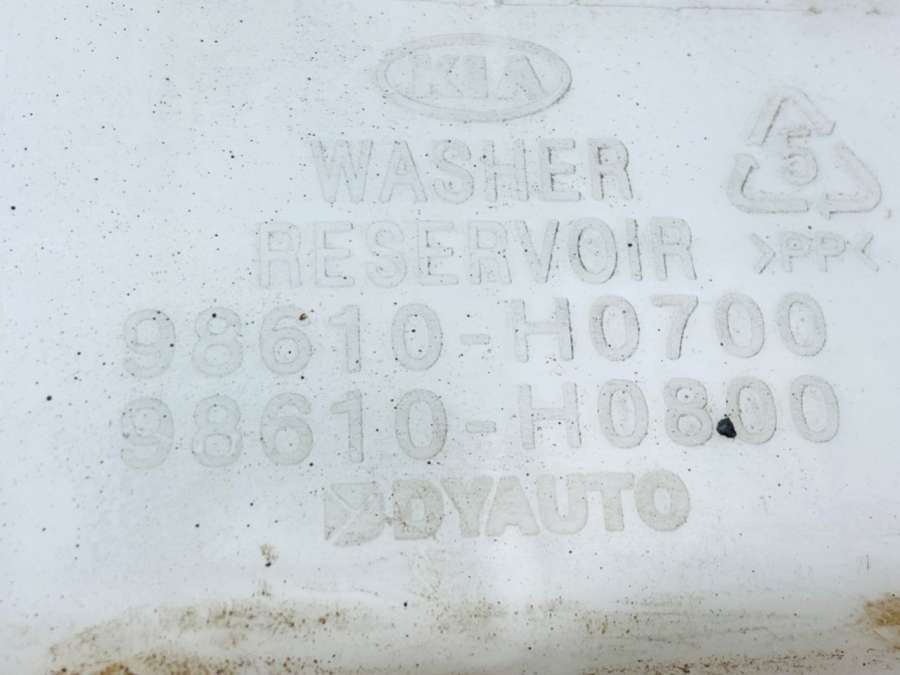 KIA
WASHER
RESERVOIR
5
>PP<
98610-H0700
98610-H0800
DYAUTO